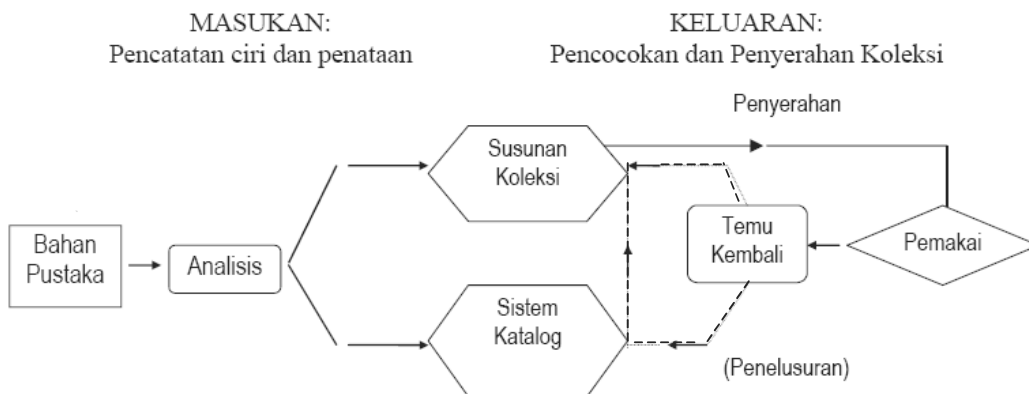 MASUKAN:
Pencatatan ciri dan penataan
KELUARAN:
Pencocokan dan Penyerahan Koleksi
Penyerahan
Susunan
Koleksi
Bahan
Pustaka
Analisis
Temu
Kembali
Pemakai
Sistem
Katalog
(Penelusuran)